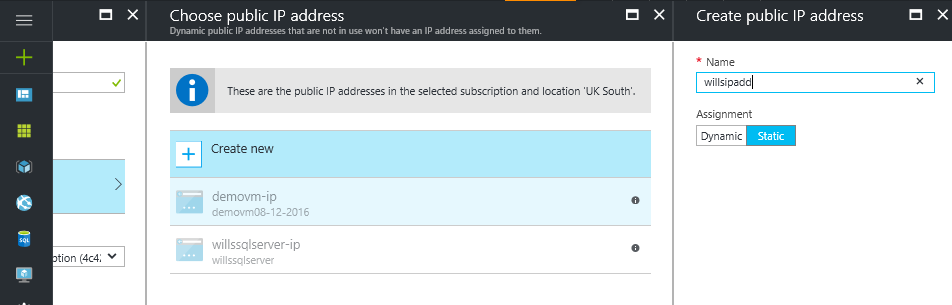 Choose public IP address
Dynamic public IP addresses that are not in use won't have an IP address assigned to them.
These are the public IP addresses in the selected subscription and location 'UK South'.
Create new
demovm-ip
demovm08-12-2016
willssqlserver-ip
willssqlserver
ption (4c42
SQL
Create public IP address
* Name
willsipadd
Assignment
Dynamic Static